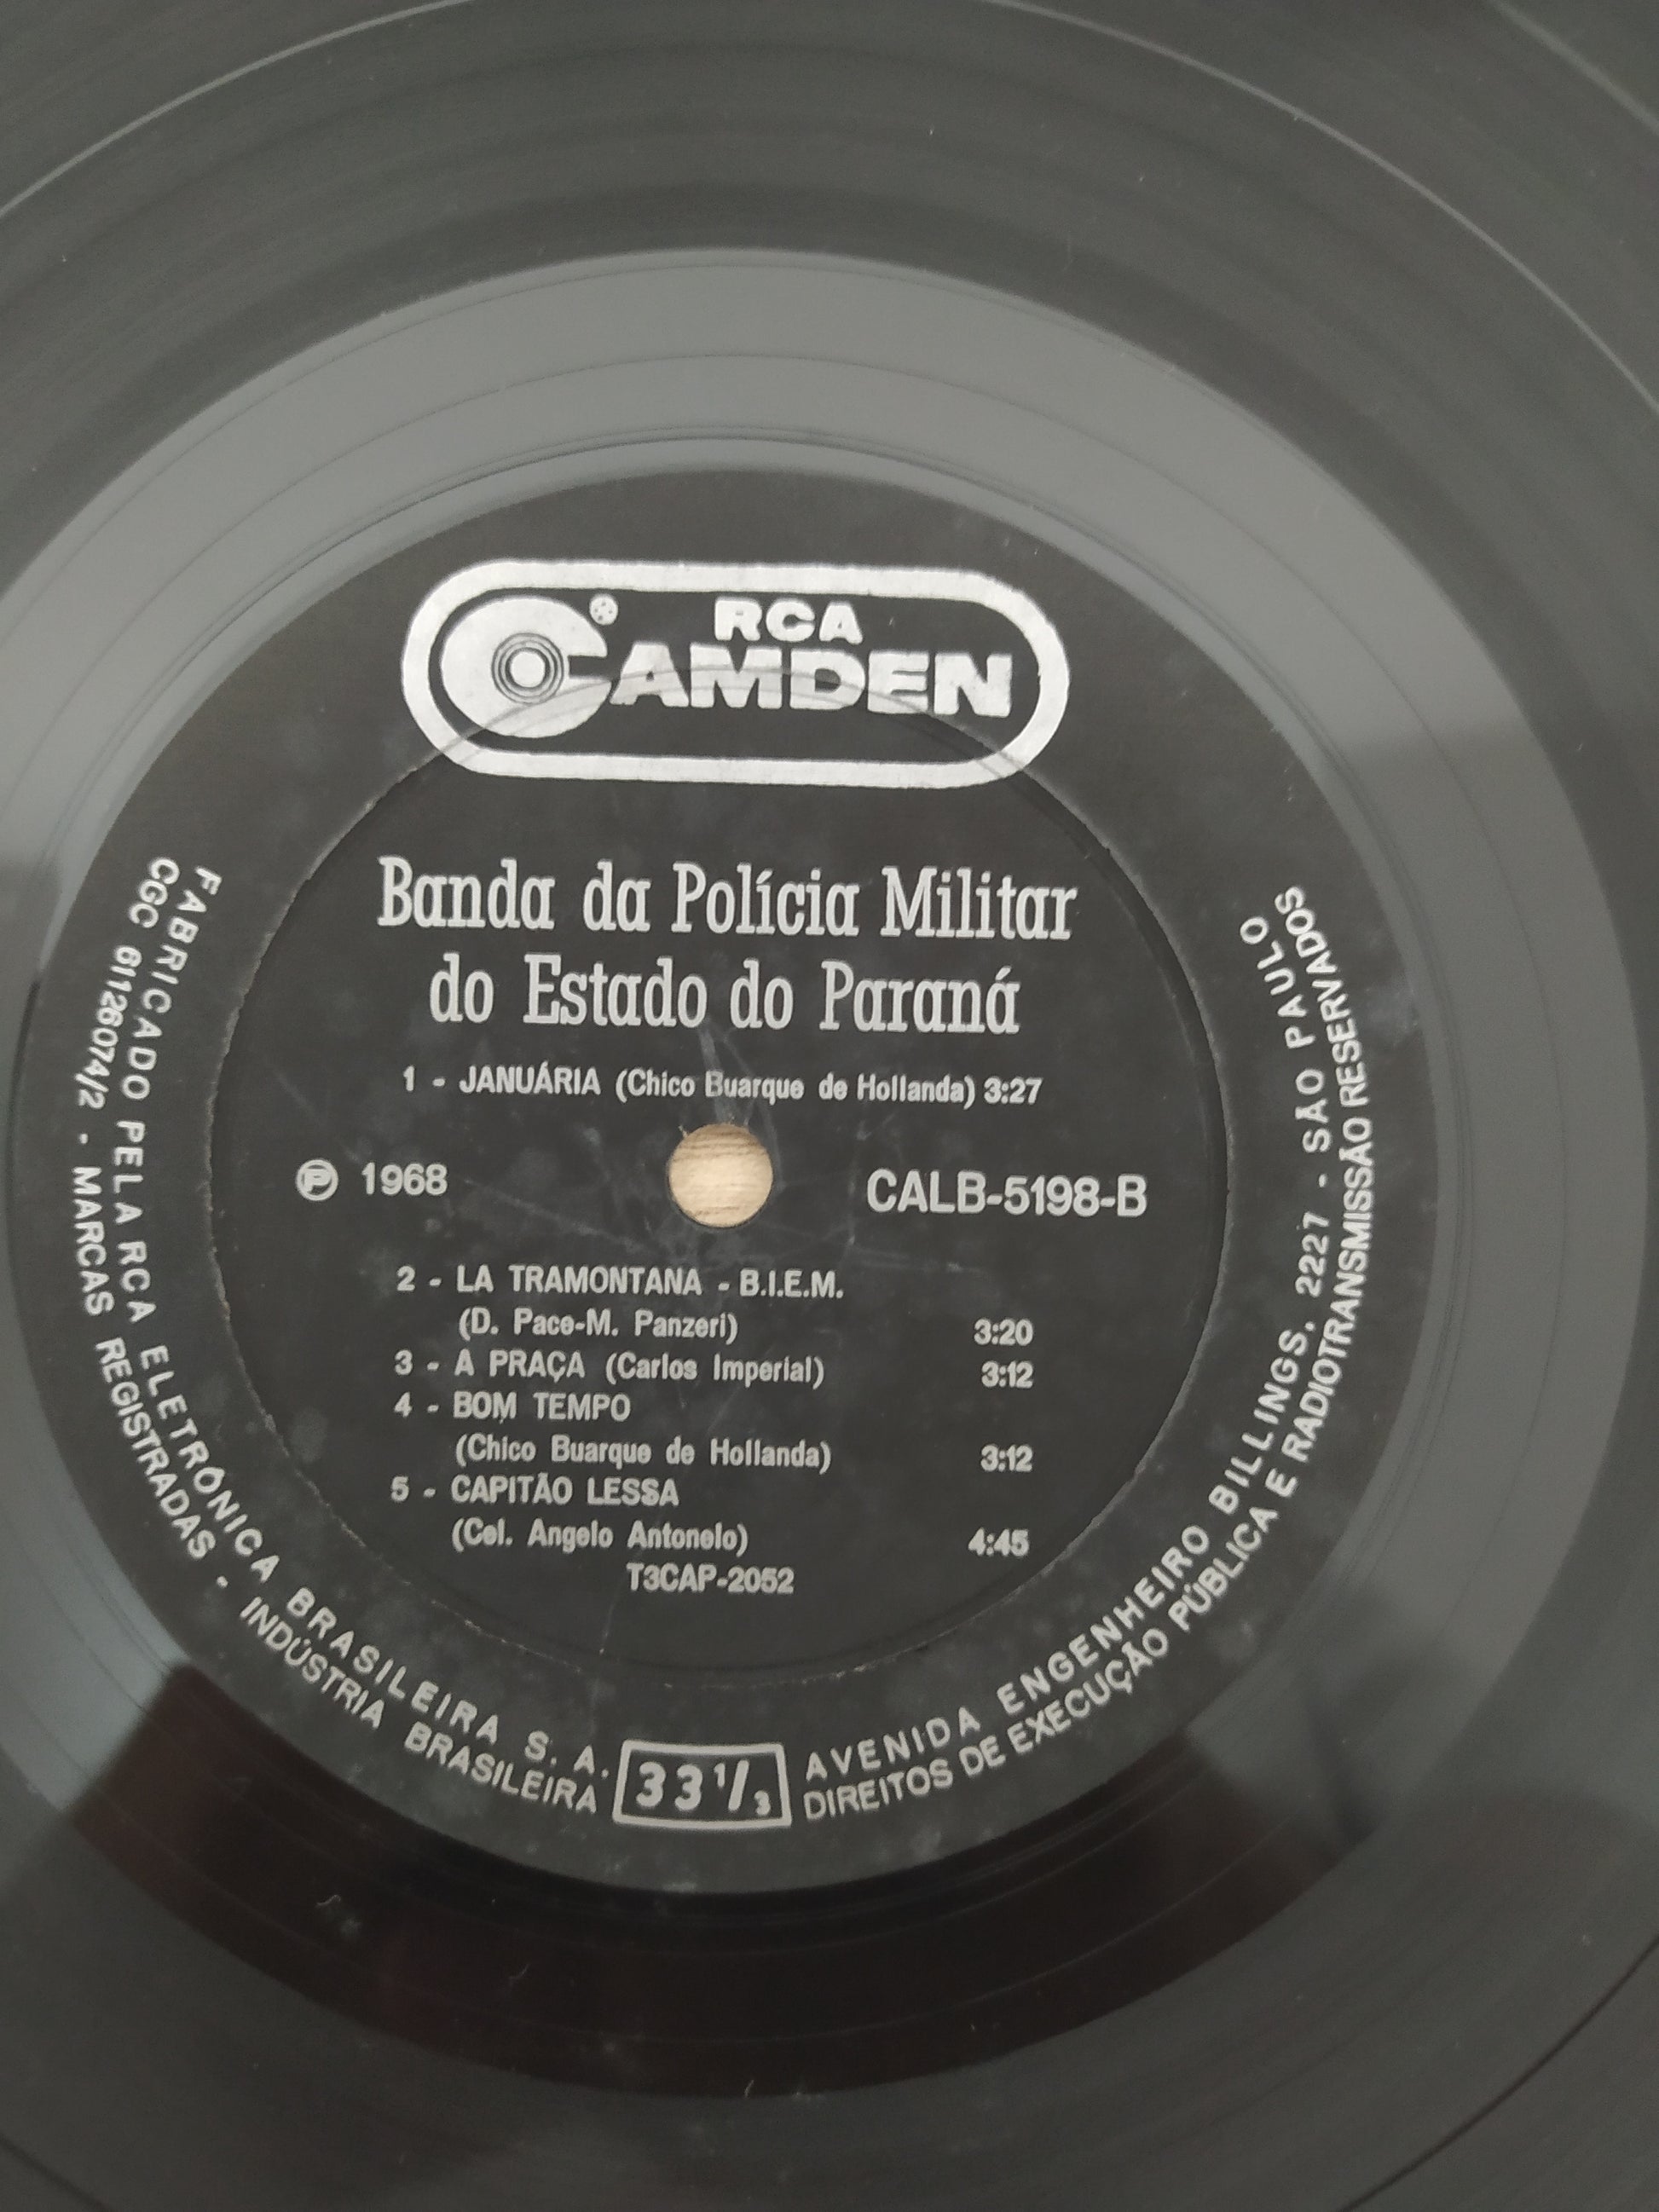 RCA
CAMDEN
Banda da Polícia Militar
do Estado do Paraná
1 - JANUÁRIA (Chico Buarque de Hollanda) 3:27
Ⓟ 1968
CALB-5198-B
2 - LA TRAMONTANA - B.I.E.M.
(D. Pace-M. Panzeri) 3:20
3 - A PRAÇA (Carlos Imperial) 3:12
4 - BOM TEMPO
(Chico Buarque de Hollanda) 3:12
5 - CAPITÃO LESSA
(Cel. Angelo Antonelo) 4:45
T3CAP-2052
FABRICADO PELA RCA ELETRÔNICA BRASILEIRA S. A.
CGC 61126074/2 - MARCAS REGISTRADAS - INDÚSTRIA BRASILEIRA
33 1/3
AVENIDA ENGENHEIRO BILLINGS, 2227 - SÃO PAULO
DIREITOS DE EXECUÇÃO PÚBLICA E RADIOTRANSMISSÃO RESERVADOS